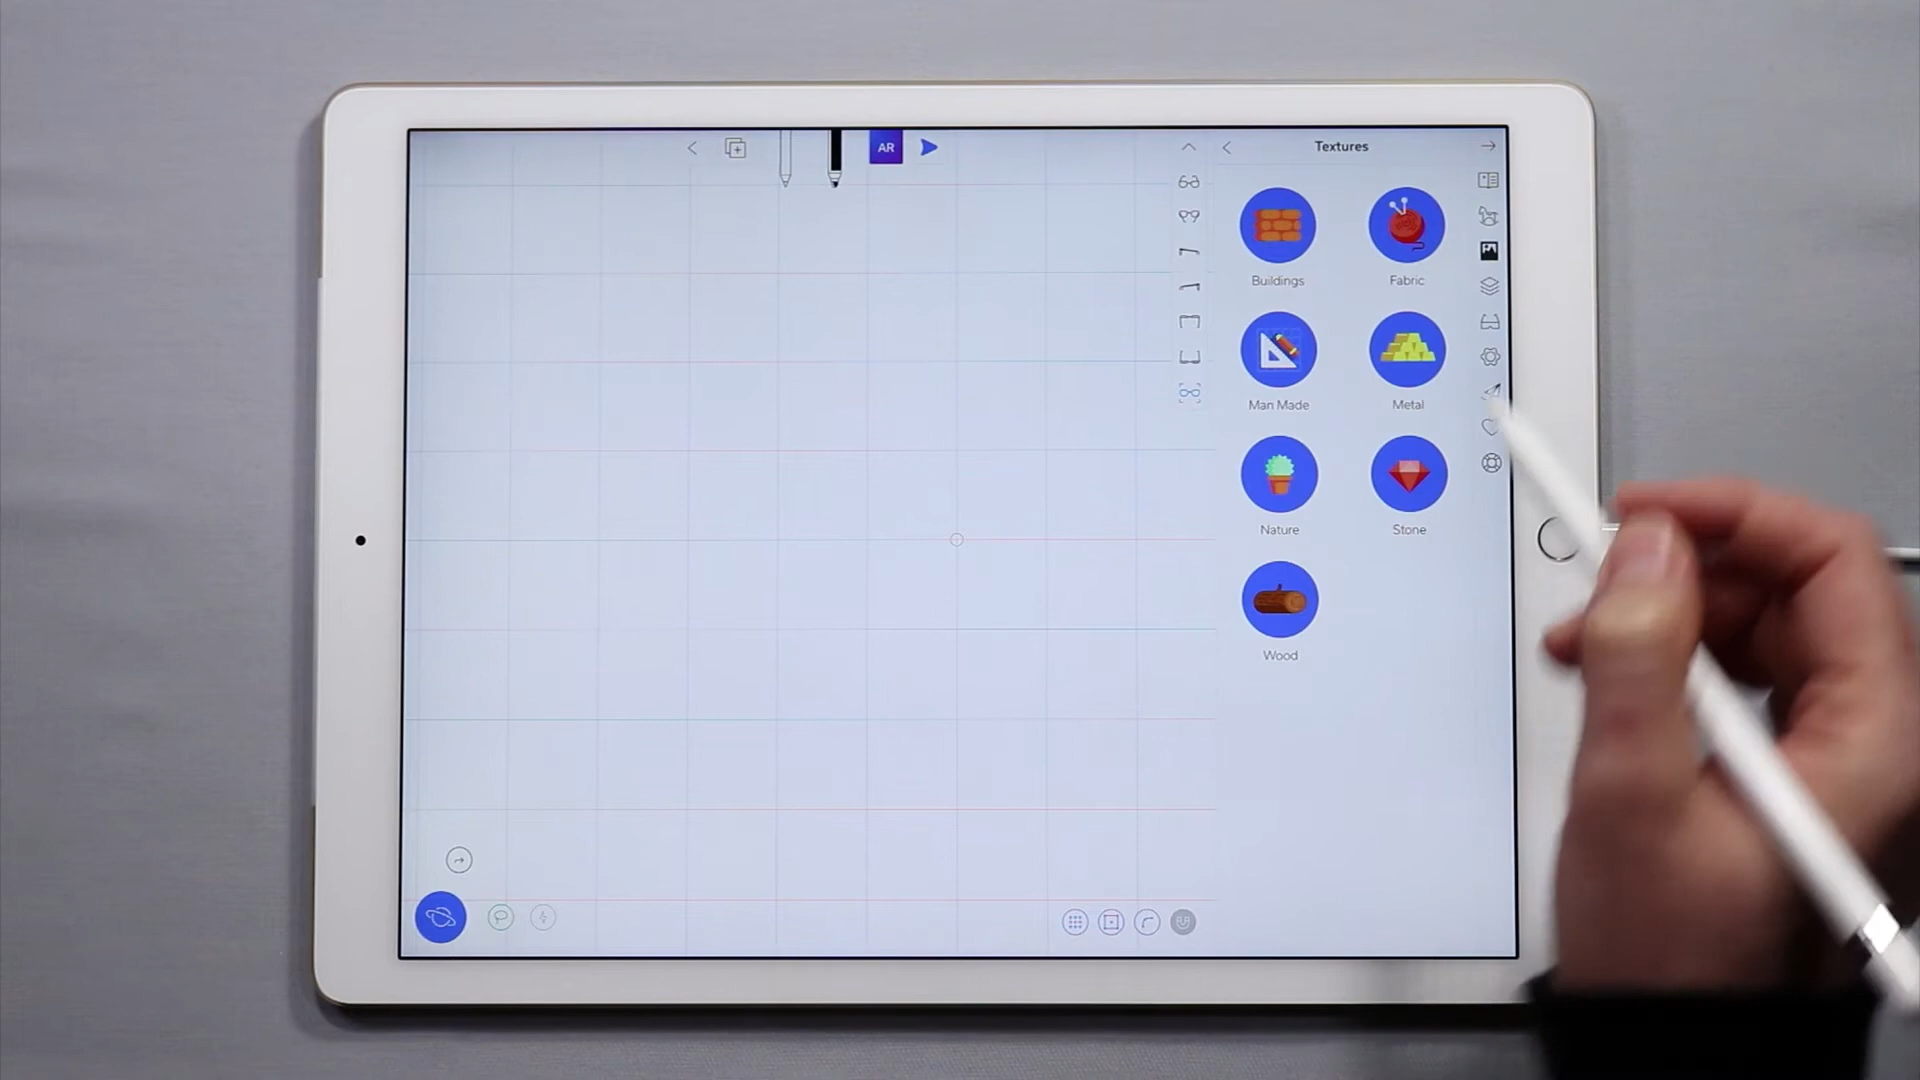 AR
Textures
Buildings
Fabric
Man Made
Metal
Nature
Stone
Wood